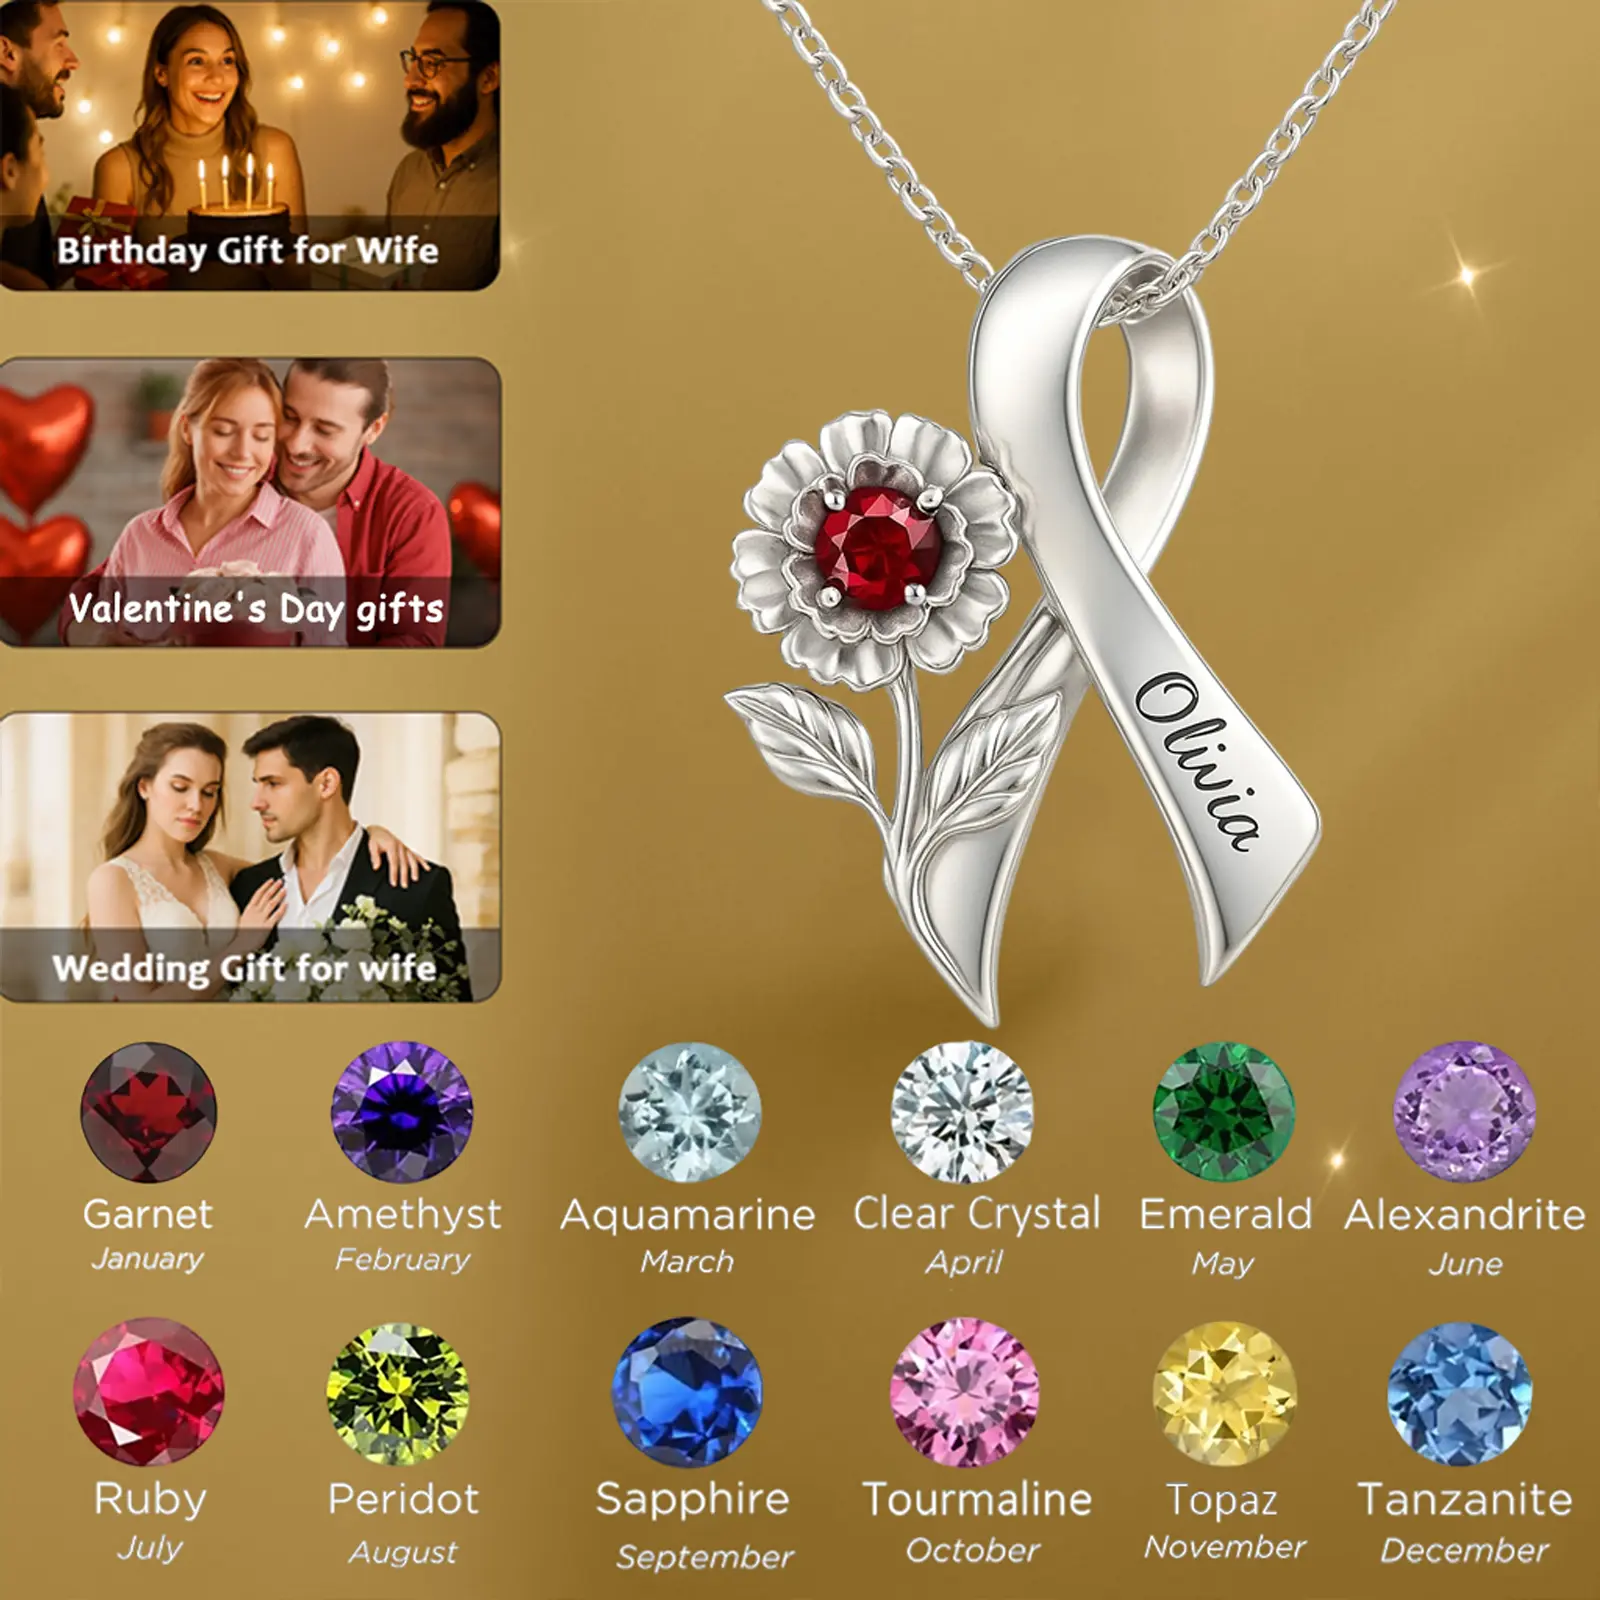 Birthday Gift for Wife
Valentine's Day gifts
Wedding Gift for wife
Olivia
Garnet
January
Amethyst
February
Aquamarine
March
Clear Crystal
April
Emerald
May
Alexandrite
June
Ruby
July
Peridot
August
Sapphire
September
Tourmaline
October
Topaz
November
Tanzanite
December